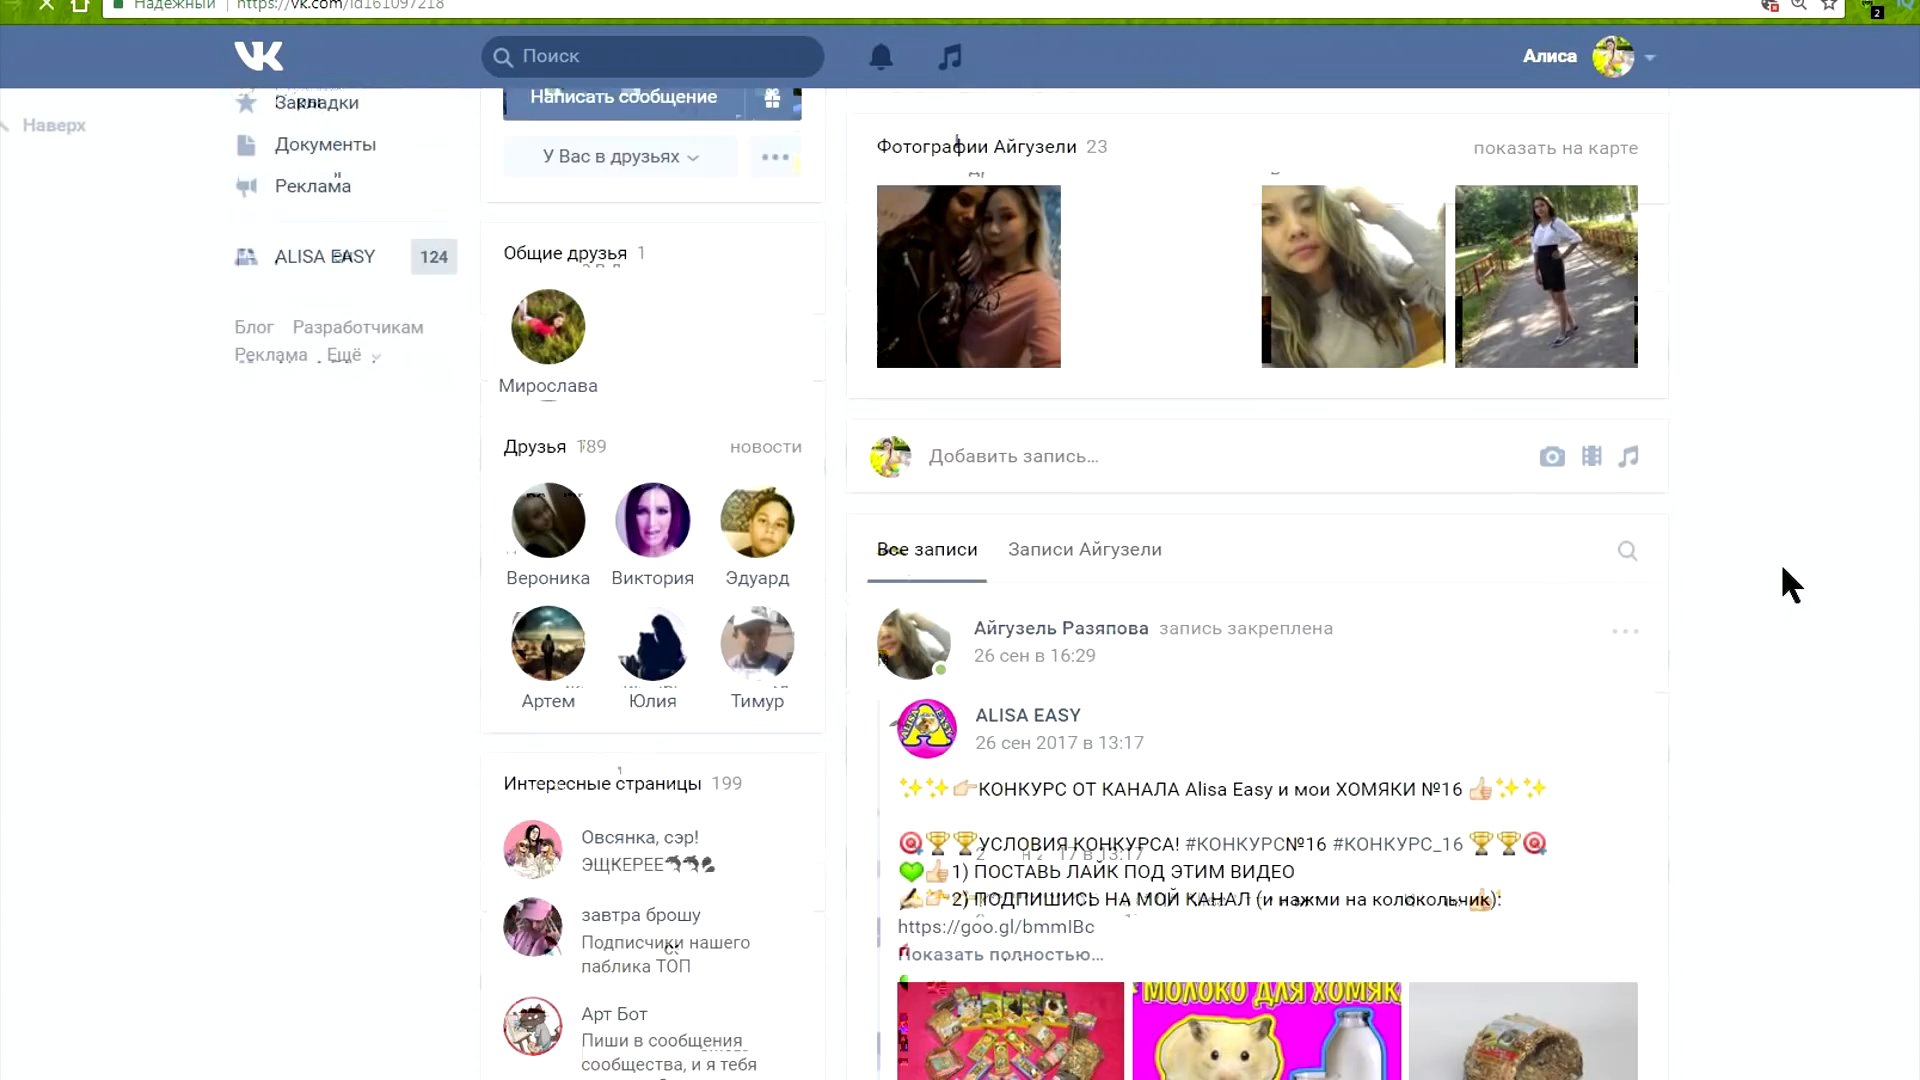 Надежный https://vk.com/id161097218
Поиск
Алиса
Наверх
Закладки
Документы
Реклама
ALISA EASY 124
Блог Разработчикам
Реклама Ещё
Написать сообщение
У Вас в друзьях
Общие друзья 1
Мирослава
Друзья 189 новости
Вероника Виктория Эдуард
Артем Юлия Тимур
Интересные страницы 199
Овсянка, сэр!
ЭЩКЕРЕЕ
завтра брошу
Подписчики нашего
паблика ТОП
Арт Бот
Пиши в сообщения
сообщества, и я тебя
Фотографии Айгузели 23 показать на карте
Добавить запись...
Все записи Записи Айгузели
Айгузель Разяпова запись закреплена
26 сен в 16:29
ALISA EASY
26 сен 2017 в 13:17
✨✨👉🏻КОНКУРС ОТ КАНАЛА Alisa Easy и мои ХОМЯКИ №16 👍🏻✨✨
🎯🏆🏆УСЛОВИЯ КОНКУРСА! #КОНКУРС№16 #КОНКУРС_16 🏆🏆🎯
💚👍🏻1) ПОСТАВЬ ЛАЙК ПОД ЭТИМ ВИДЕО
✍🏻👉🏻2) ПОДПИШИСЬ НА МОЙ КАНАЛ (и нажми на колокольчик):
https://goo.gl/bmmlBc
Показать полностью...
МОЛОКО ДЛЯ ХОМЯК